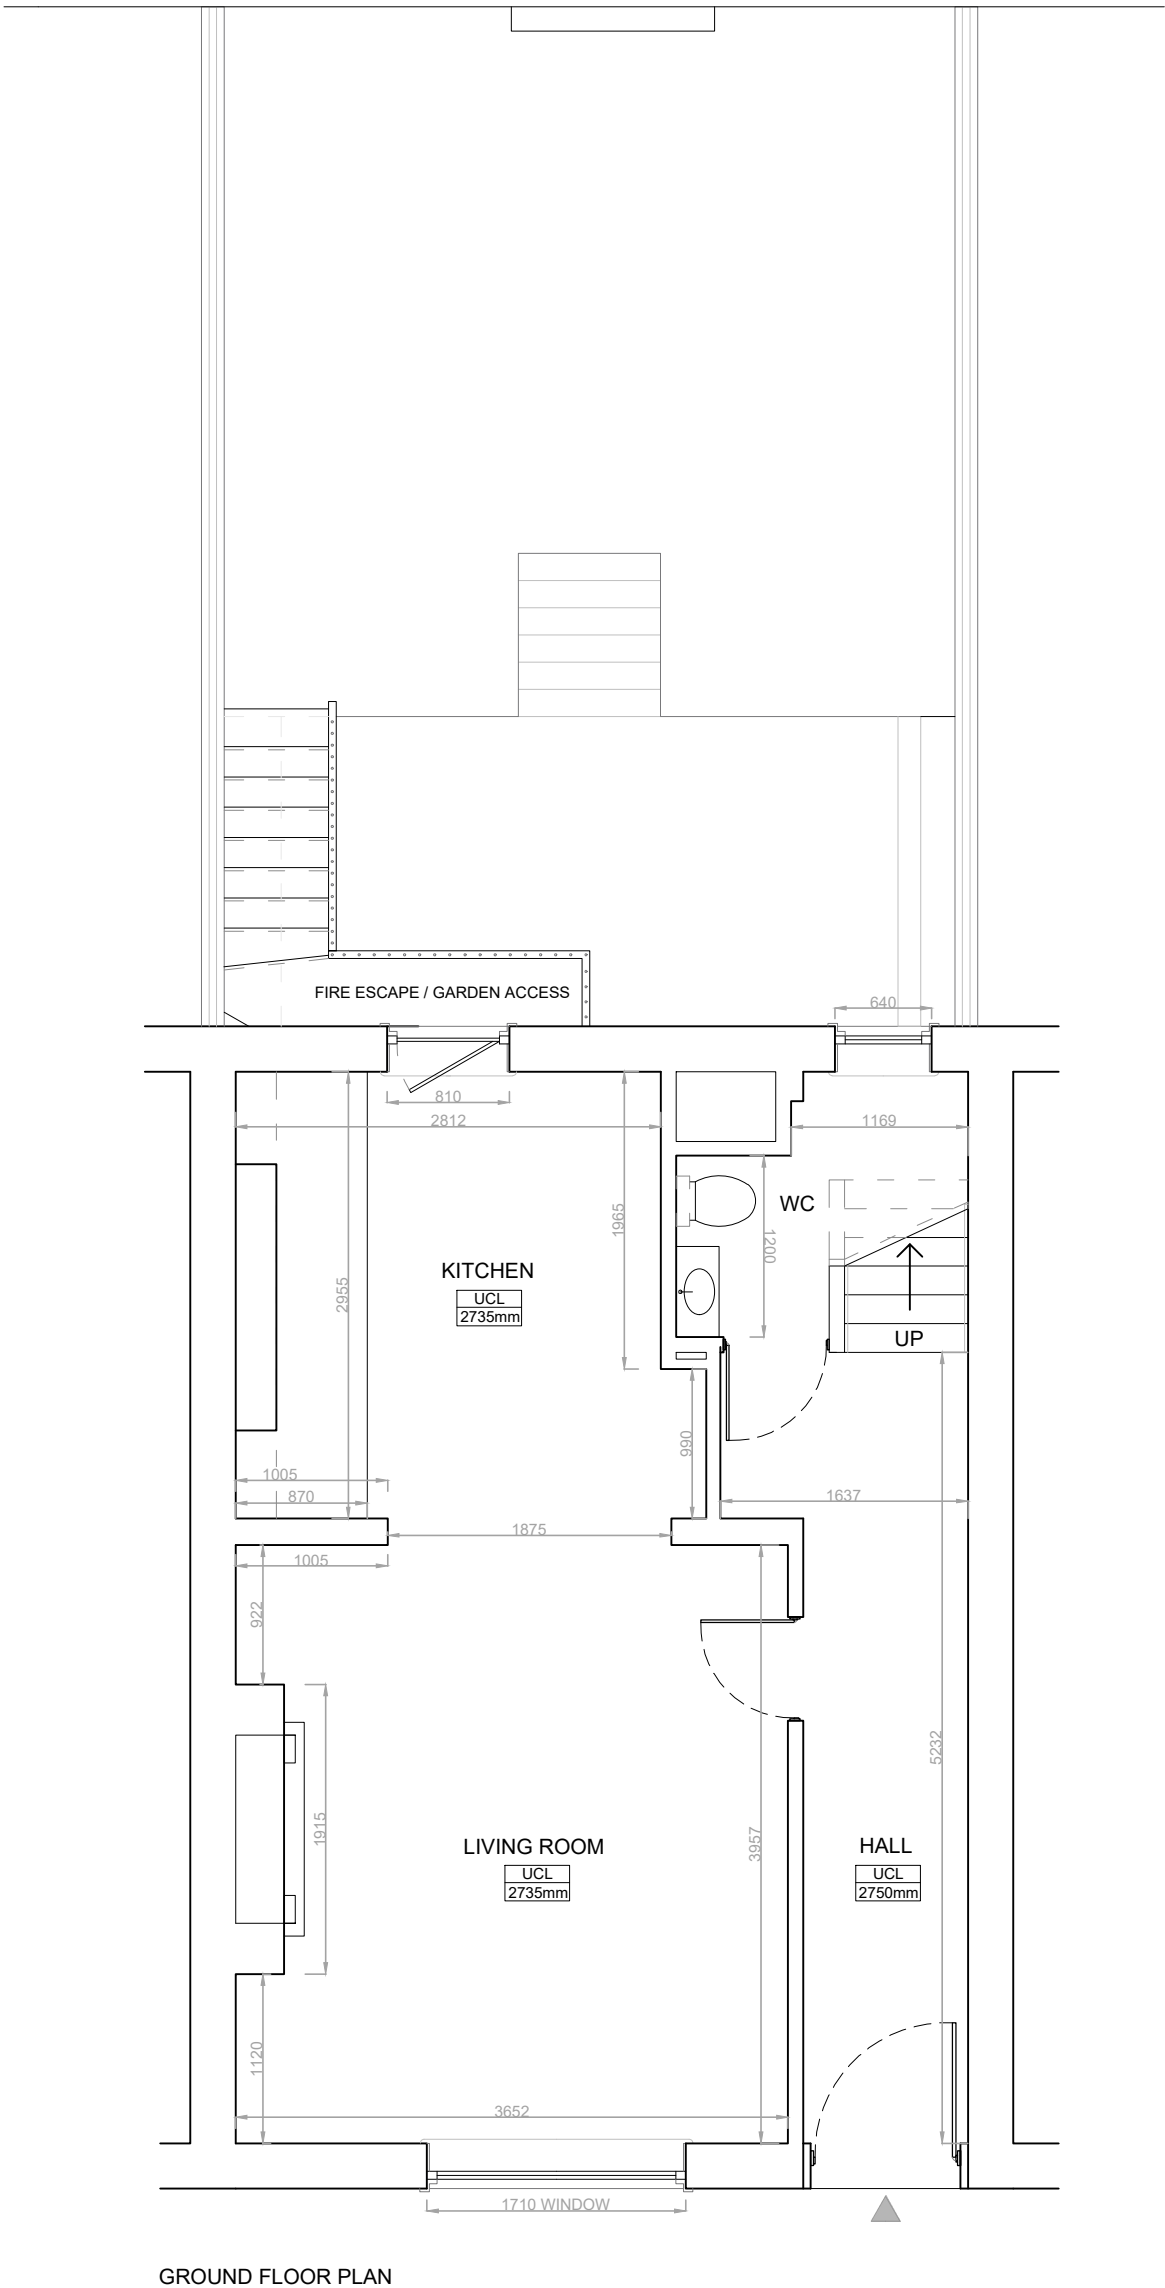 FIRE ESCAPE / GARDEN ACCESS
640
810
2812
1169
1965
WC
1200
KITCHEN
UCL
2735mm
2955
UP
990
1005
870
1637
1875
1005
922
5232
1915
3957
LIVING ROOM
UCL
2735mm
HALL
UCL
2750mm
1120
3652
1710 WINDOW
GROUND FLOOR PLAN